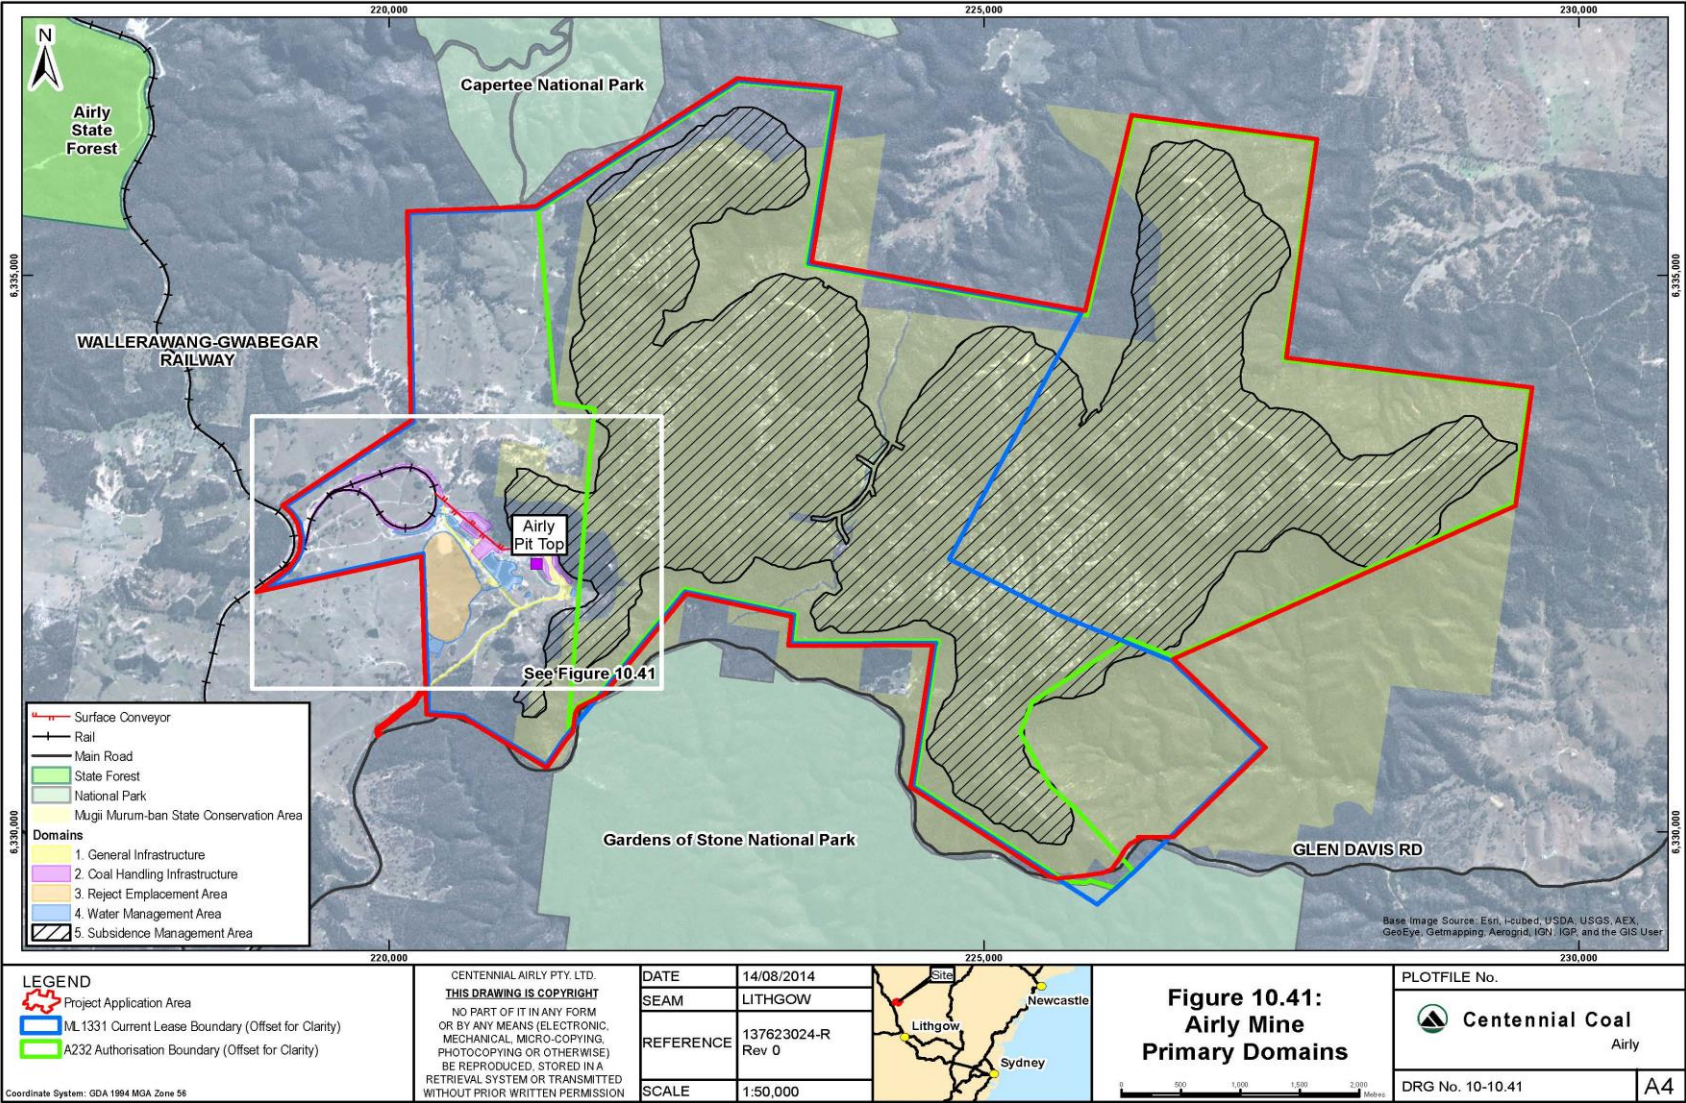 220,000
225,000
230,000
N
Capertee National Park
Airly
State
Forest
6,335,000
6,335,000
WALLERAWANG-GWABEGAR
RAILWAY
Airly
Pit Top
See Figure 10.41
Surface Conveyor
Rail
Main Road
State Forest
National Park
Mugii Murum-ban State Conservation Area
Domains
1. General Infrastructure
2. Coal Handling Infrastructure
3. Reject Emplacement Area
4. Water Management Area
5. Subsidence Management Area
6,330,000
6,330,000
Gardens of Stone National Park
GLEN DAVIS RD
Base Image Source: Esri, i-cubed, USDA, USGS, AEX,
GeoEye, Getmapping, Aerogrid, IGN, IGP, and the GIS User
220,000
225,000
230,000
LEGEND
Project Application Area
ML1331 Current Lease Boundary (Offset for Clarity)
A232 Authorisation Boundary (Offset for Clarity)
Coordinate System: GDA 1994 MGA Zone 56
CENTENNIAL AIRLY PTY. LTD.
THIS DRAWING IS COPYRIGHT
NO PART OF IT IN ANY FORM
OR BY ANY MEANS (ELECTRONIC,
MECHANICAL, MICRO-COPYING,
PHOTOCOPYING OR OTHERWISE)
BE REPRODUCED, STORED IN A
RETRIEVAL SYSTEM OR TRANSMITTED
WITHOUT PRIOR WRITTEN PERMISSION
DATE 14/08/2014
SEAM LITHGOW
REFERENCE 137623024-R
Rev 0
SCALE 1:50,000
Site
Newcastle
Lithgow
Sydney
Figure 10.41:
Airly Mine
Primary Domains
0 500 1,000 1,500 2,000
Metres
PLOTFILE No.
Centennial Coal
Airly
DRG No. 10-10.41
A4